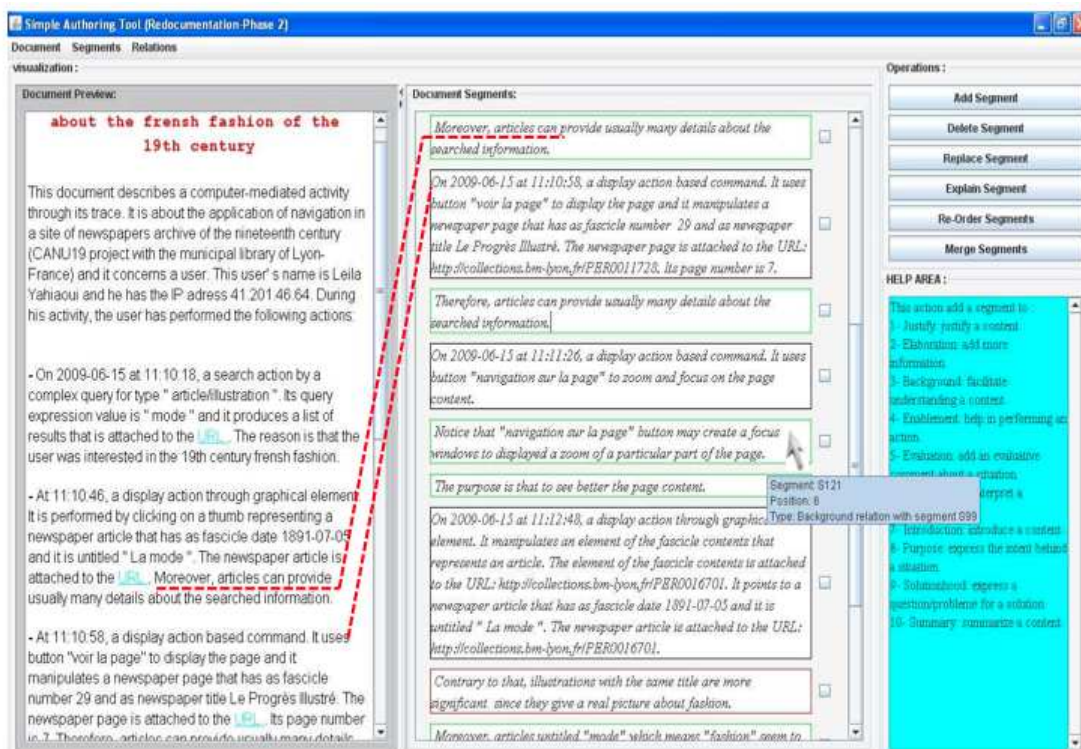 Simple Authoring Tool (Redocumentation-Phase 2)
Document Segments Relations
visualization :
Document Preview:
about the frensh fashion of the
19th century
This document describes a computer-mediated activity
through its trace. It is about the application of navigation in
a site of newspapers archive of the nineteenth century
(CANU19 project with the municipal library of Lyon-
France) and it concerns a user. This user' s name is Leila
Yahiaoui and he has the IP adress 41.201.46.64. During
his activity, the user has performed the following actions:
- On 2009-06-15 at 11:10:18, a search action by a
complex query for type " article/illustration ". Its query
expression value is " mode " and it produces a list of
results that is attached to the URL . The reason is that the
user was interested in the 19th century frensh fashion.
- At 11:10:46, a display action through graphical element.
It is performed by clicking on a thumb representing a
newspaper article that has as fascicle date 1891-07-05
and it is untitled " La mode ". The newspaper article is
attached to the URL . Moreover, articles can provide
usually many details about the searched information.
- At 11:10:58, a display action based command. It uses
button "voir la page" to display the page and it
manipulates a newspaper page that has as fascicle
number 29 and as newspaper title Le Progrès Illustré. The
newspaper page is attached to the URL . Its page number
is 7. Therefore, articles can provide usually many details
Document Segments:
Moreover, articles can provide usually many details about the
searched information.
On 2009-06-15 at 11:10:58, a display action based command. It uses
button "voir la page" to display the page and it manipulates a
newspaper page that has as fascicle number 29 and as newspaper
title Le Progrès Illustré. The newspaper page is attached to the URL:
http://collections.bm-lyon.fr/PER0011728. Its page number is 7.
Therefore, articles can provide usually many details about the
searched information.
On 2009-06-15 at 11:11:26, a display action based command. It uses
button "navigation sur la page" to zoom and focus on the page
content.
Notice that "navigation sur la page" button may create a focus
windows to displayed a zoom of a particular part of the page.
The purpose is that to see better the page content.
Segment: S121
Position: 6
Type: Background relation with segment S99
On 2009-06-15 at 11:12:48, a display action through graphic
element. It manipulates an element of the fascicle contents that
represents an article. The element of the fascicle contents is attached
to the URL: http://collections.bm-lyon.fr/PER0016701. It points to a
newspaper article that has as fascicle date 1891-07-05 and it is
untitled " La mode ". The newspaper article is attached to the URL:
http://collections.bm-lyon.fr/PER0016701.
Contrary to that, illustrations with the same title are more
significant since they give a real picture about fashion.
Moreover, articles untitled "mode" which means "fashion" seem to
Operations :
Add Segment
Delete Segment
Replace Segment
Explain Segment
Re-Order Segments
Merge Segments
HELP AREA :
This action add a segment to :
1- Justify: justify a content
2- Elaboration: add more
information
3- Background: facilitate
understanding a content
4- Enablement: help in performing an
action
5- Evaluation: add an evaluative
comment about a situation
7- Introduction: introduce a content
8- Purpose: express the intent behind
a situation
9- Solutionhood: express a
question/probleme for a solution
10- Summary: summarize a content